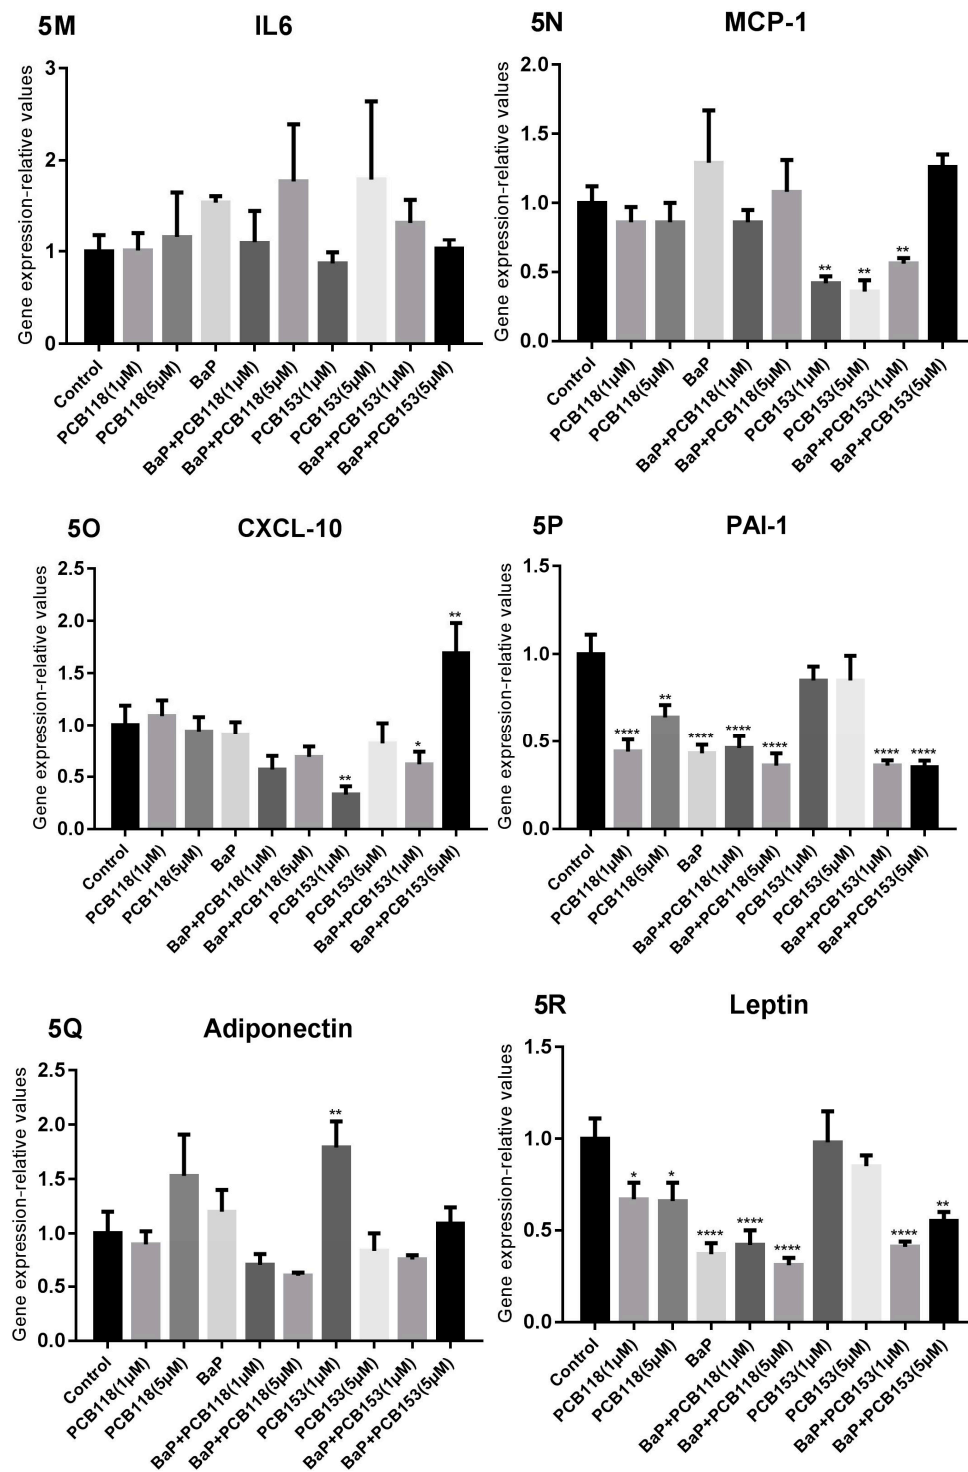 5M IL6
Gene expression-relative values
3
2
1
0
Control
PCB118(1µM)
PCB118(5µM)
BaP
BaP+PCB118(1µM)
BaP+PCB118(5µM)
PCB153(1µM)
PCB153(5µM)
BaP+PCB153(1µM)
BaP+PCB153(5µM)
5N MCP-1
Gene expression-relative values
2.0
1.5
1.0
0.5
0.0
** ** **
Control
PCB118(1µM)
PCB118(5µM)
BaP
BaP+PCB118(1µM)
BaP+PCB118(5µM)
PCB153(1µM)
PCB153(5µM)
BaP+PCB153(1µM)
BaP+PCB153(5µM)
5O CXCL-10
Gene expression-relative values
2.5
2.0
1.5
1.0
0.5
0.0
** * **
Control
PCB118(1µM)
PCB118(5µM)
BaP
BaP+PCB118(1µM)
BaP+PCB118(5µM)
PCB153(1µM)
PCB153(5µM)
BaP+PCB153(1µM)
BaP+PCB153(5µM)
5P PAI-1
Gene expression-relative values
1.5
1.0
0.5
0.0
**** ** **** **** **** **** ****
Control
PCB118(1µM)
PCB118(5µM)
BaP
BaP+PCB118(1µM)
BaP+PCB118(5µM)
PCB153(1µM)
PCB153(5µM)
BaP+PCB153(1µM)
BaP+PCB153(5µM)
5Q Adiponectin
Gene expression-relative values
2.5
2.0
1.5
1.0
0.5
0.0
**
Control
PCB118(1µM)
PCB118(5µM)
BaP
BaP+PCB118(1µM)
BaP+PCB118(5µM)
PCB153(1µM)
PCB153(5µM)
BaP+PCB153(1µM)
BaP+PCB153(5µM)
5R Leptin
Gene expression-relative values
1.5
1.0
0.5
0.0
* * **** **** **** **** **
Control
PCB118(1µM)
PCB118(5µM)
BaP
BaP+PCB118(1µM)
BaP+PCB118(5µM)
PCB153(1µM)
PCB153(5µM)
BaP+PCB153(1µM)
BaP+PCB153(5µM)